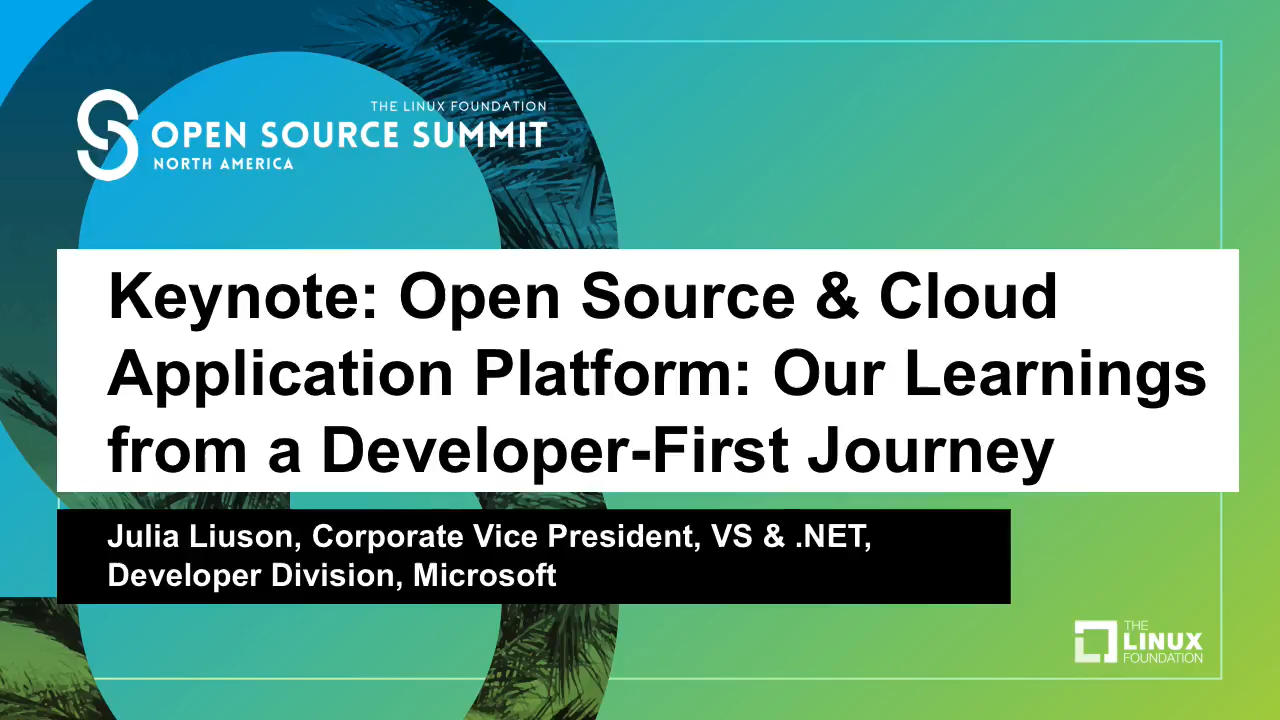 THE LINUX FOUNDATION
OPEN SOURCE SUMMIT
NORTH AMERICA
Keynote: Open Source & Cloud
Application Platform: Our Learnings
from a Developer-First Journey
Julia Liuson, Corporate Vice President, VS & .NET,
Developer Division, Microsoft
THE
LINUX
FOUNDATION